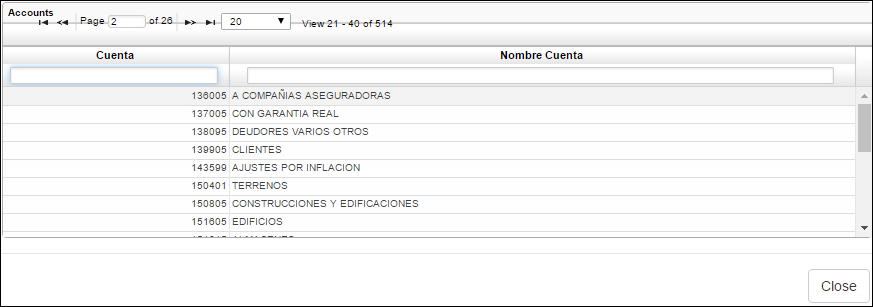 Accounts
Page 2 of 26 20 View 21 - 40 of 514
Cuenta Nombre Cuenta
136005 A COMPAÑIAS ASEGURADORAS
137005 CON GARANTIA REAL
138095 DEUDORES VARIOS OTROS
139905 CLIENTES
143599 AJUSTES POR INFLACION
150401 TERRENOS
150805 CONSTRUCCIONES Y EDIFICACIONES
151605 EDIFICIOS
Close